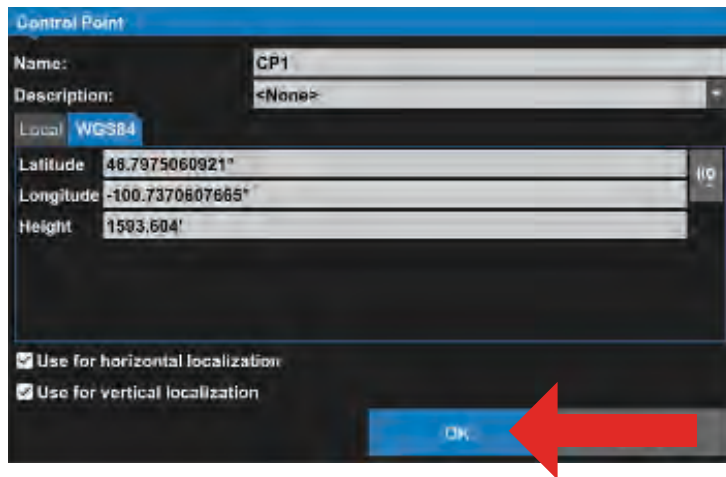 Control Point
Name: CP1
Description: <None>
Local WGS84
Latitude 46.7975060921°
Longitude -100.7370607665°
Height 1593.604'
Use for horizontal localization
Use for vertical localization
OK